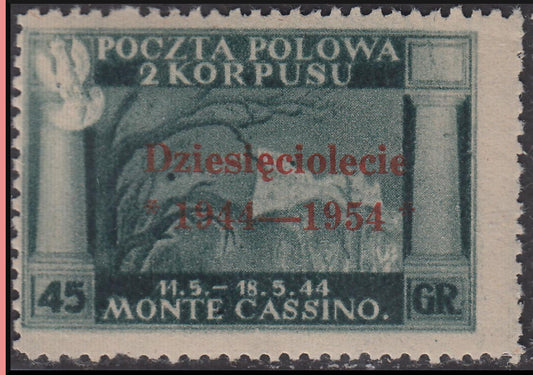 POCZTA POLOWA
2 KORPUSU
Dziesięciolecie
* 1944—1954 *
11.5.– 18.5.44
45 MONTE CASSINO. GR.